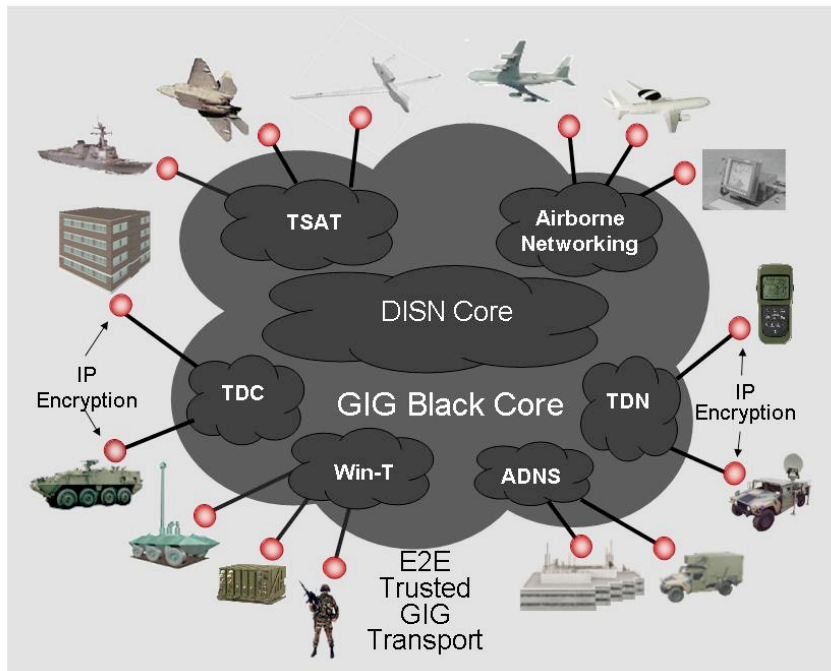 TSAT
Airborne
Networking
DISN Core
IP
Encryption
TDC
GIG Black Core
TDN
IP
Encryption
Win-T
ADNS
E2E
Trusted
GIG
Transport